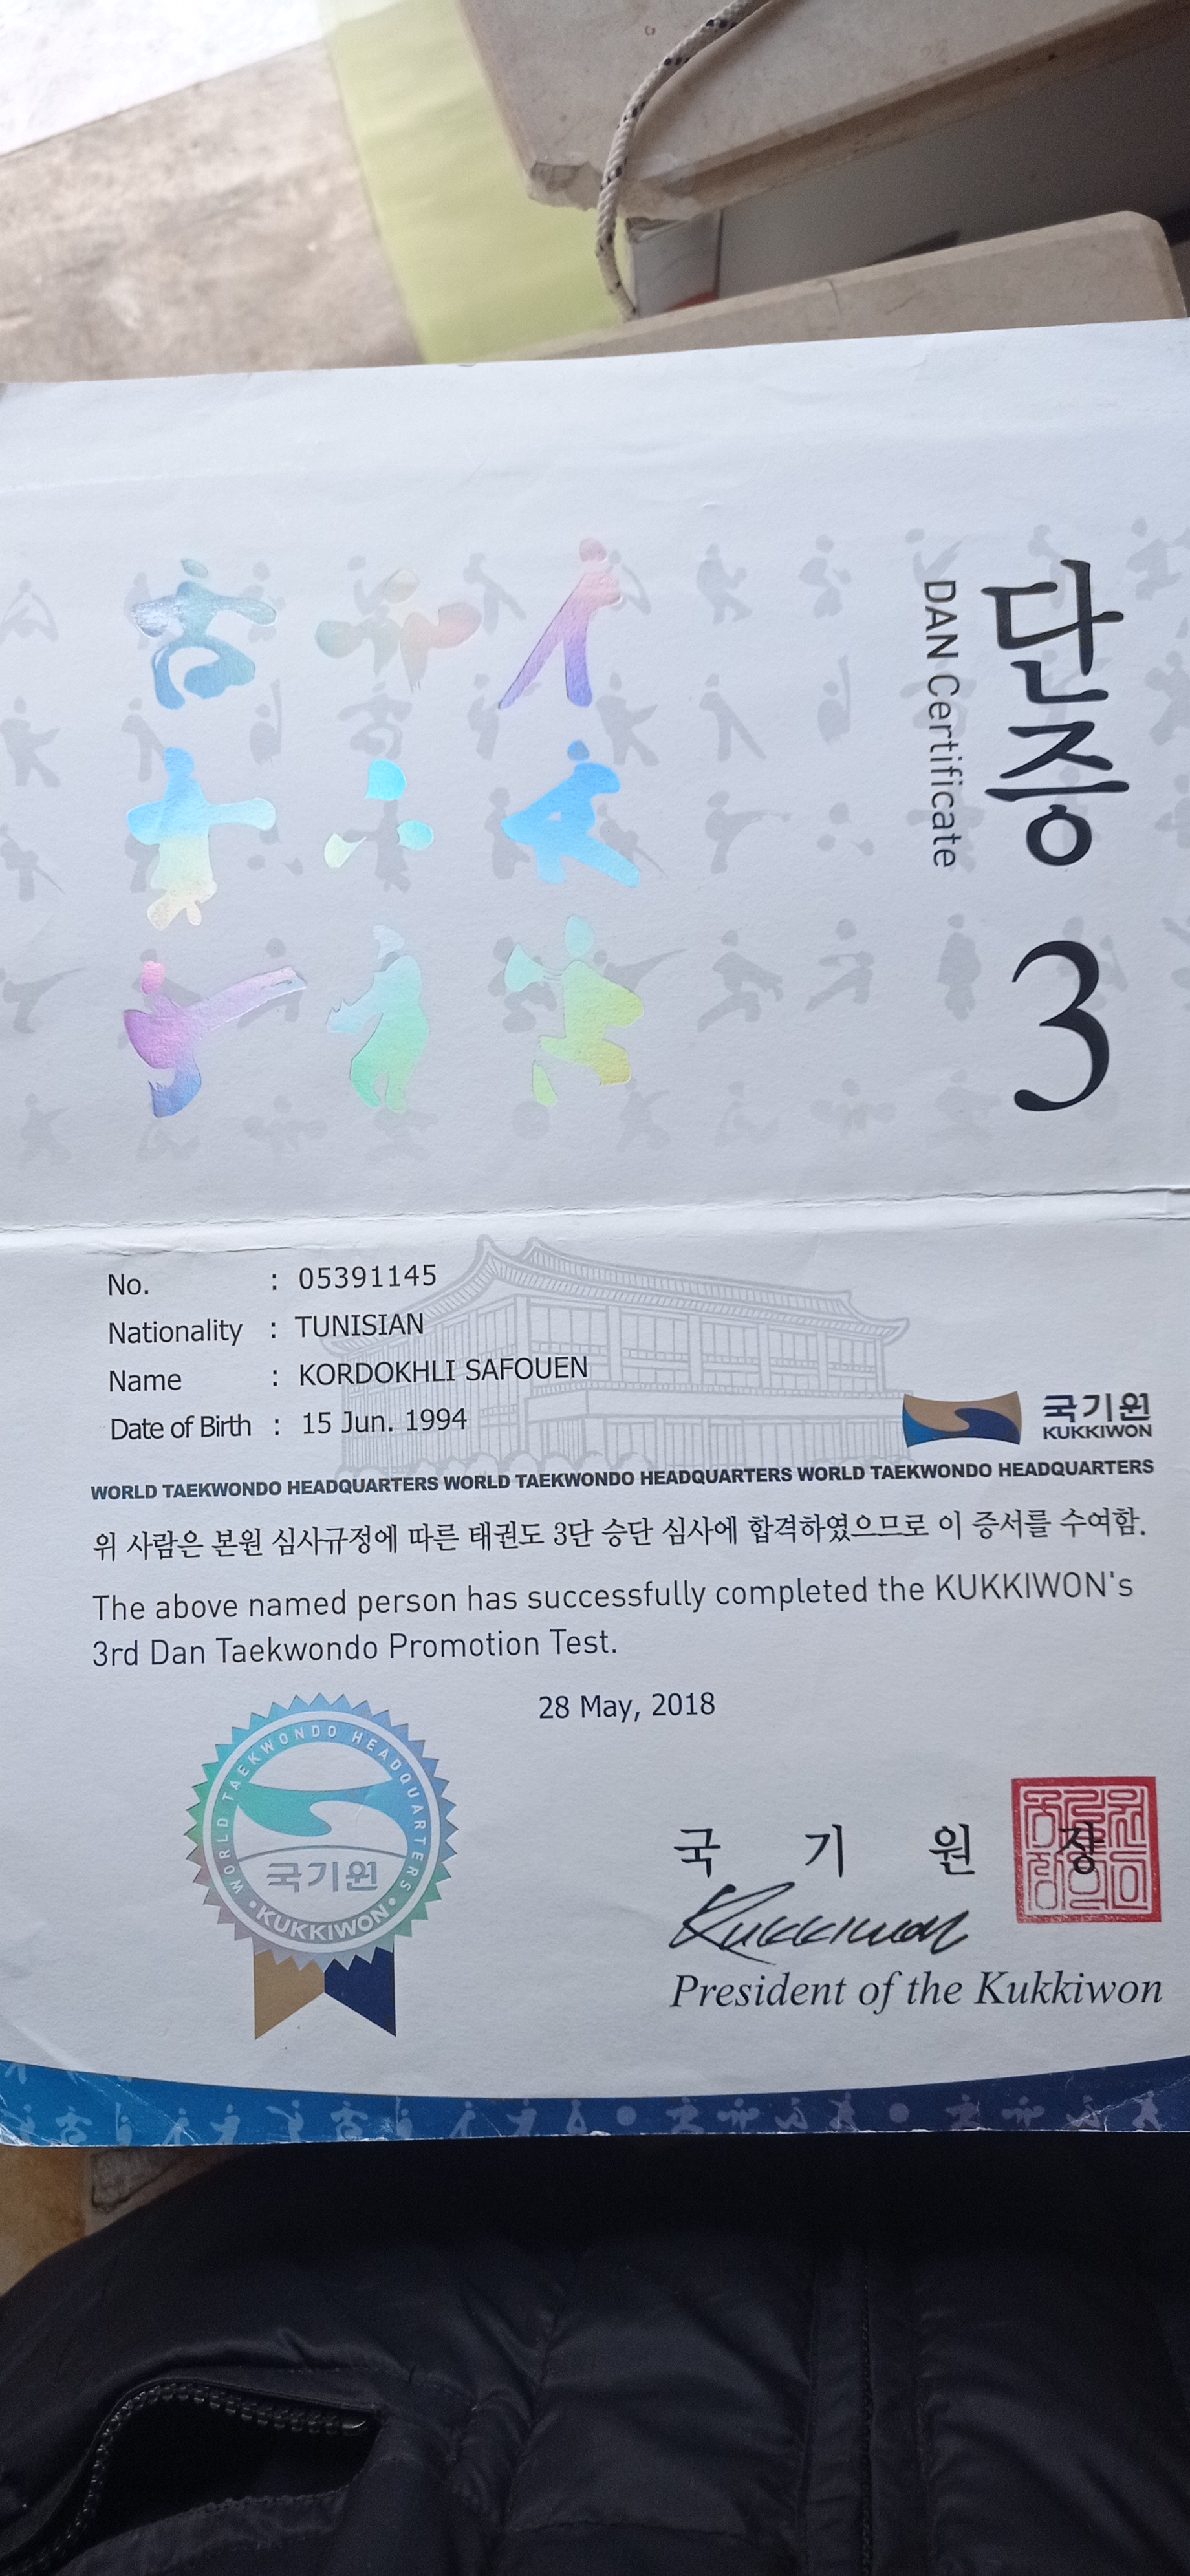 단증 3
DAN Certificate
No. : 05391145
Nationality : TUNISIAN
Name : KORDOKHLI SAFOUEN
Date of Birth : 15 Jun. 1994
국기원
KUKKIWON
WORLD TAEKWONDO HEADQUARTERS WORLD TAEKWONDO HEADQUARTERS WORLD TAEKWONDO HEADQUARTERS
위 사람은 본원 심사규정에 따른 태권도 3단 승단 심사에 합격하였으므로 이 증서를 수여함.
The above named person has successfully completed the KUKKIWON's
3rd Dan Taekwondo Promotion Test.
28 May, 2018
WORLD TAEKWONDO HEADQUARTERS
국기원
• KUKKIWON •
국 기 원 장
Kukkiwon
President of the Kukkiwon